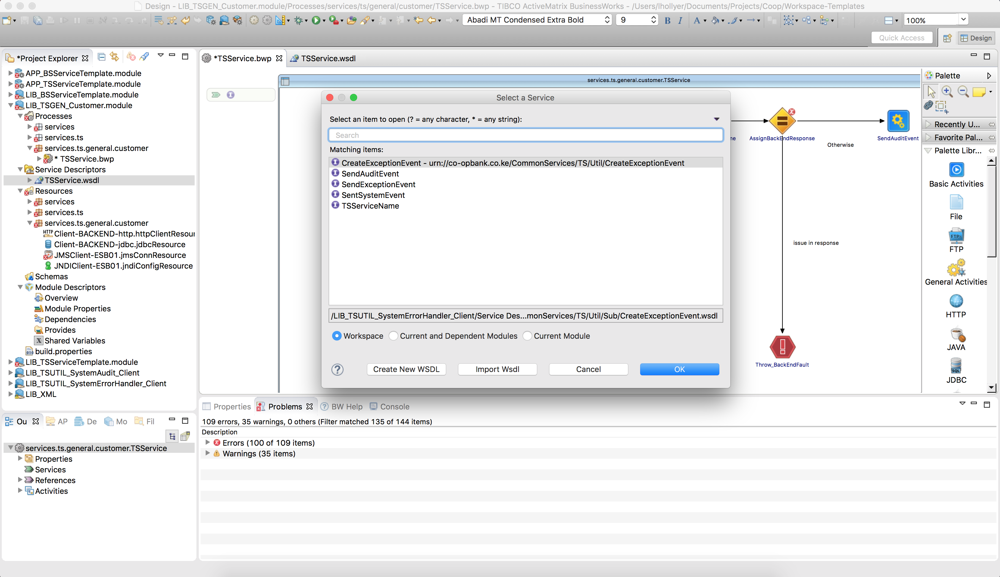 Design - LIB_TSGEN_Customer.module/Processes/services/ts/general/customer/TSService.bwp - TIBCO ActiveMatrix BusinessWorks - /Users/lhollyer/Documents/Projects/Coop/Workspace-Templates
Abadi MT Condensed Extra Bold
9
B I A
100%
Quick Access
Design
*Project Explorer
APP_BSServiceTemplate.module
APP_TSServiceTemplate.module
LIB_BSServiceTemplate.module
LIB_TSGEN_Customer.module
Processes
services
services.ts
services.ts.general.customer
* TSService.bwp
Service Descriptors
TSService.wsdl
Resources
services
services.ts
services.ts.general.customer
HTTP Client-BACKEND-http.httpClientResour
Client-BACKEND-jdbc.jdbcResource
JMSClient-ESB01.jmsConnResource
JNDIClient-ESB01.jndiConfigResource
Schemas
Module Descriptors
Overview
Module Properties
Dependencies
Provides
X Shared Variables
010 build.properties
LIB_TSServiceTemplate.module
LIB_TSUTIL_SystemAudit_Client
LIB_TSUTIL_SystemErrorHandler_Client
LIB_XML
Ou AP De Mo Fil
services.ts.general.customer.TSService
Properties
Services
References
Activities
*TSService.bwp
TSService.wsdl
services.ts.general.customer.TSService
Select a Service
Select an item to open (? = any character, * = any string):
Search
Matching items:
CreateExceptionEvent - urn://co-opbank.co.ke/CommonServices/TS/Util/CreateExceptionEvent
SendAuditEvent
SendExceptionEvent
SentSystemEvent
TSServiceName
/LIB_TSUTIL_SystemErrorHandler_Client/Service Des...monServices/TS/Util/Sub/CreateExceptionEvent.wsdl
Workspace
Current and Dependent Modules
Current Module
?
Create New WSDL
Import Wsdl
Cancel
OK
me
AssignBackEndResponse
Otherwise
SendAuditEvent
issue in response
Throw_BackEndFault
Palette
Recently U...
Favorite Pal...
Palette Libr...
Basic Activities
File
FTP
FTP
General Activities
HTTP
JAVA
SQL
JDBC
Properties
Problems
BW Help
Console
109 errors, 35 warnings, 0 others (Filter matched 135 of 144 items)
Description
Errors (100 of 109 items)
Warnings (35 items)